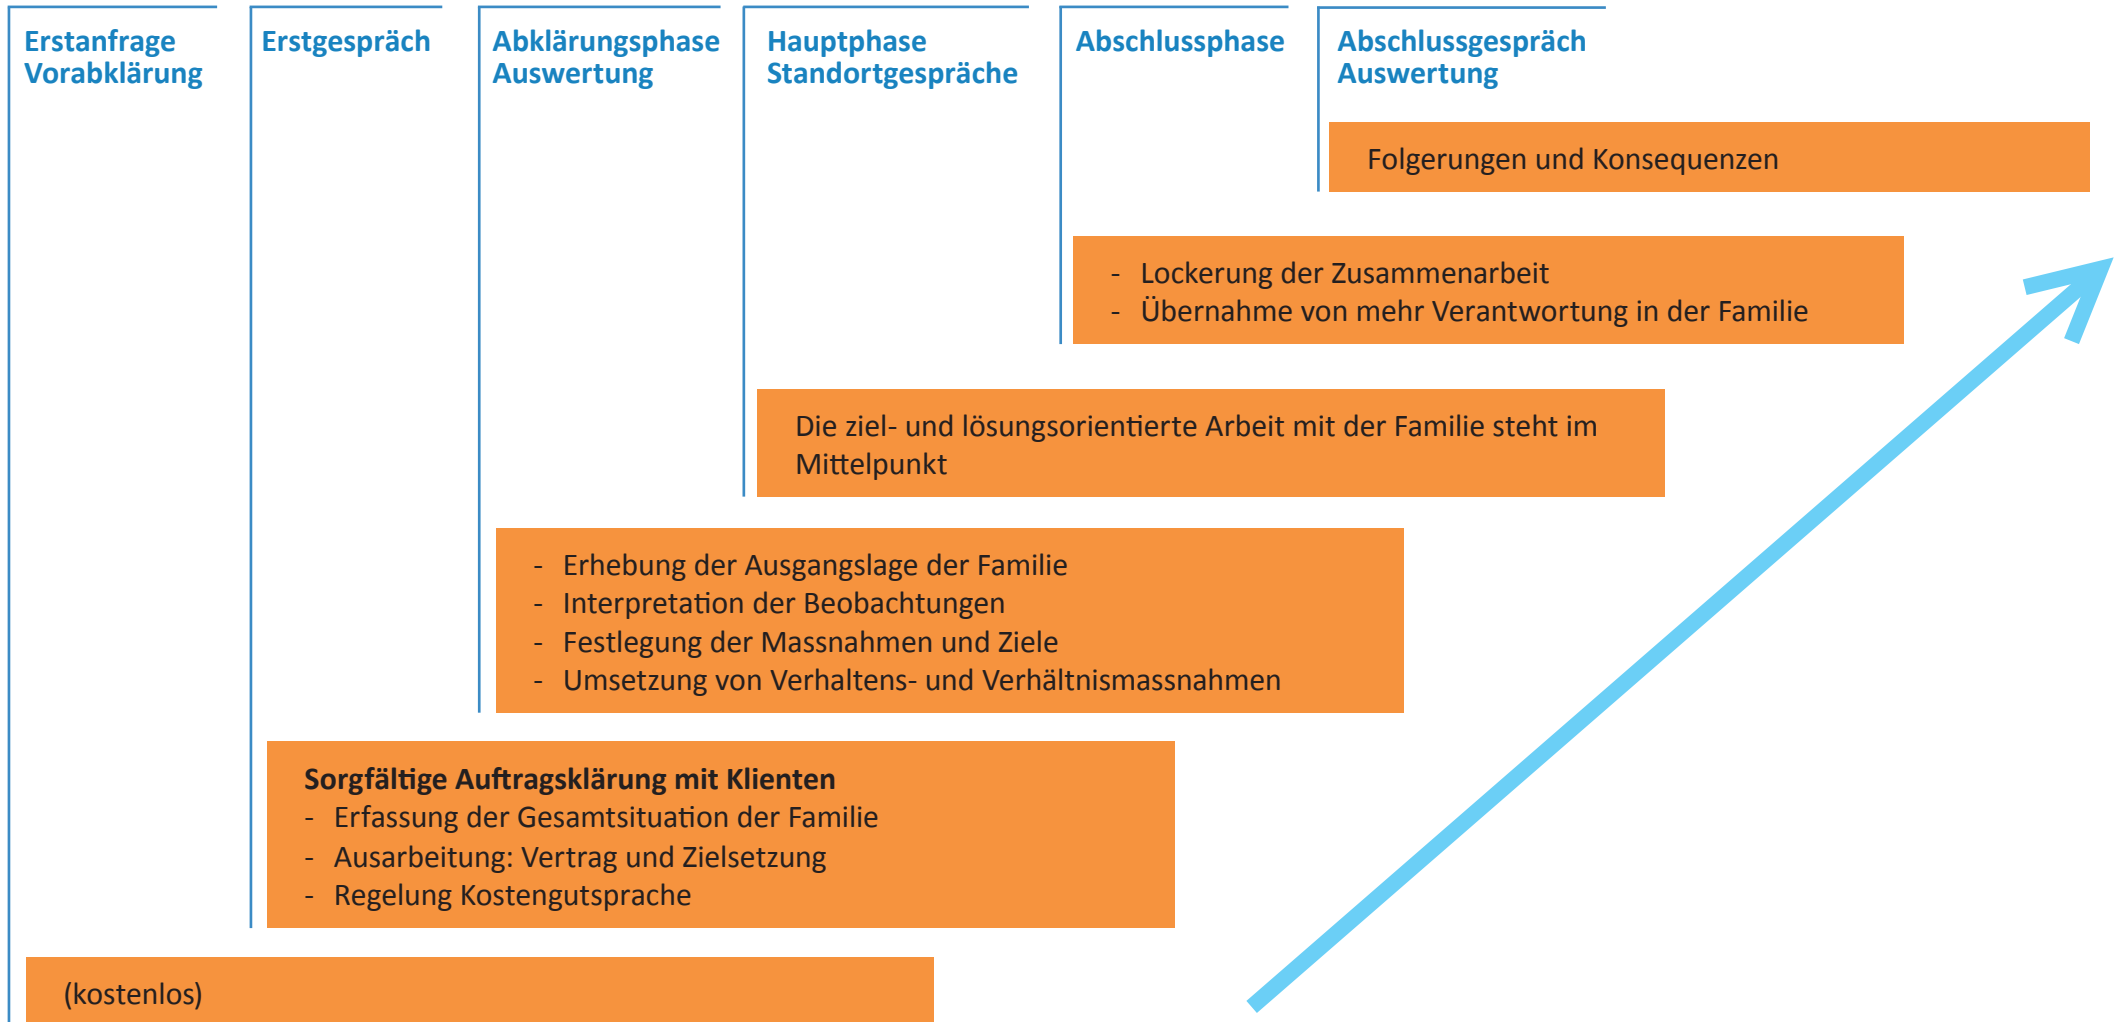 Erstanfrage
Vorabklärung
Erstgespräch
Abklärungsphase
Auswertung
Hauptphase
Standortgespräche
Abschlussphase
Abschlussgespräch
Auswertung
Folgerungen und Konsequenzen
- Lockerung der Zusammenarbeit
- Übernahme von mehr Verantwortung in der Familie
Die ziel- und lösungsorientierte Arbeit mit der Familie steht im
Mittelpunkt
- Erhebung der Ausgangslage der Familie
- Interpretation der Beobachtungen
- Festlegung der Massnahmen und Ziele
- Umsetzung von Verhaltens- und Verhältnismassnahmen
Sorgfältige Auftragsklärung mit Klienten
- Erfassung der Gesamtsituation der Familie
- Ausarbeitung: Vertrag und Zielsetzung
- Regelung Kostengutsprache
(kostenlos)